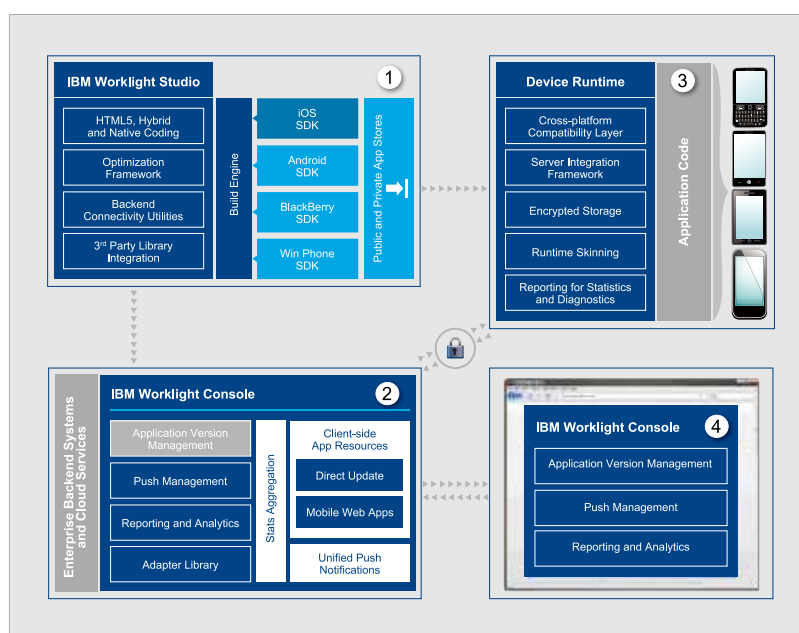 IBM Worklight Studio
1
HTML5, Hybrid
and Native Coding
Optimization
Framework
Backend
Connectivity Utilities
3rd Party Library
Integration
Build Engine
iOS
SDK
Android
SDK
BlackBerry
SDK
Win Phone
SDK
Public and Private App Stores
Device Runtime
3
Cross-platform
Compatibility Layer
Server Integration
Framework
Encrypted Storage
Runtime Skinning
Reporting for Statistics
and Diagnostics
Application Code
Enterprise Backend Systems
and Cloud Services
IBM Worklight Console
2
Application Version
Management
Push Management
Reporting and Analytics
Adapter Library
Stats Aggregation
Client-side
App Resources
Direct Update
Mobile Web Apps
Unified Push
Notifications
IBM Worklight Console
4
Application Version Management
Push Management
Reporting and Analytics